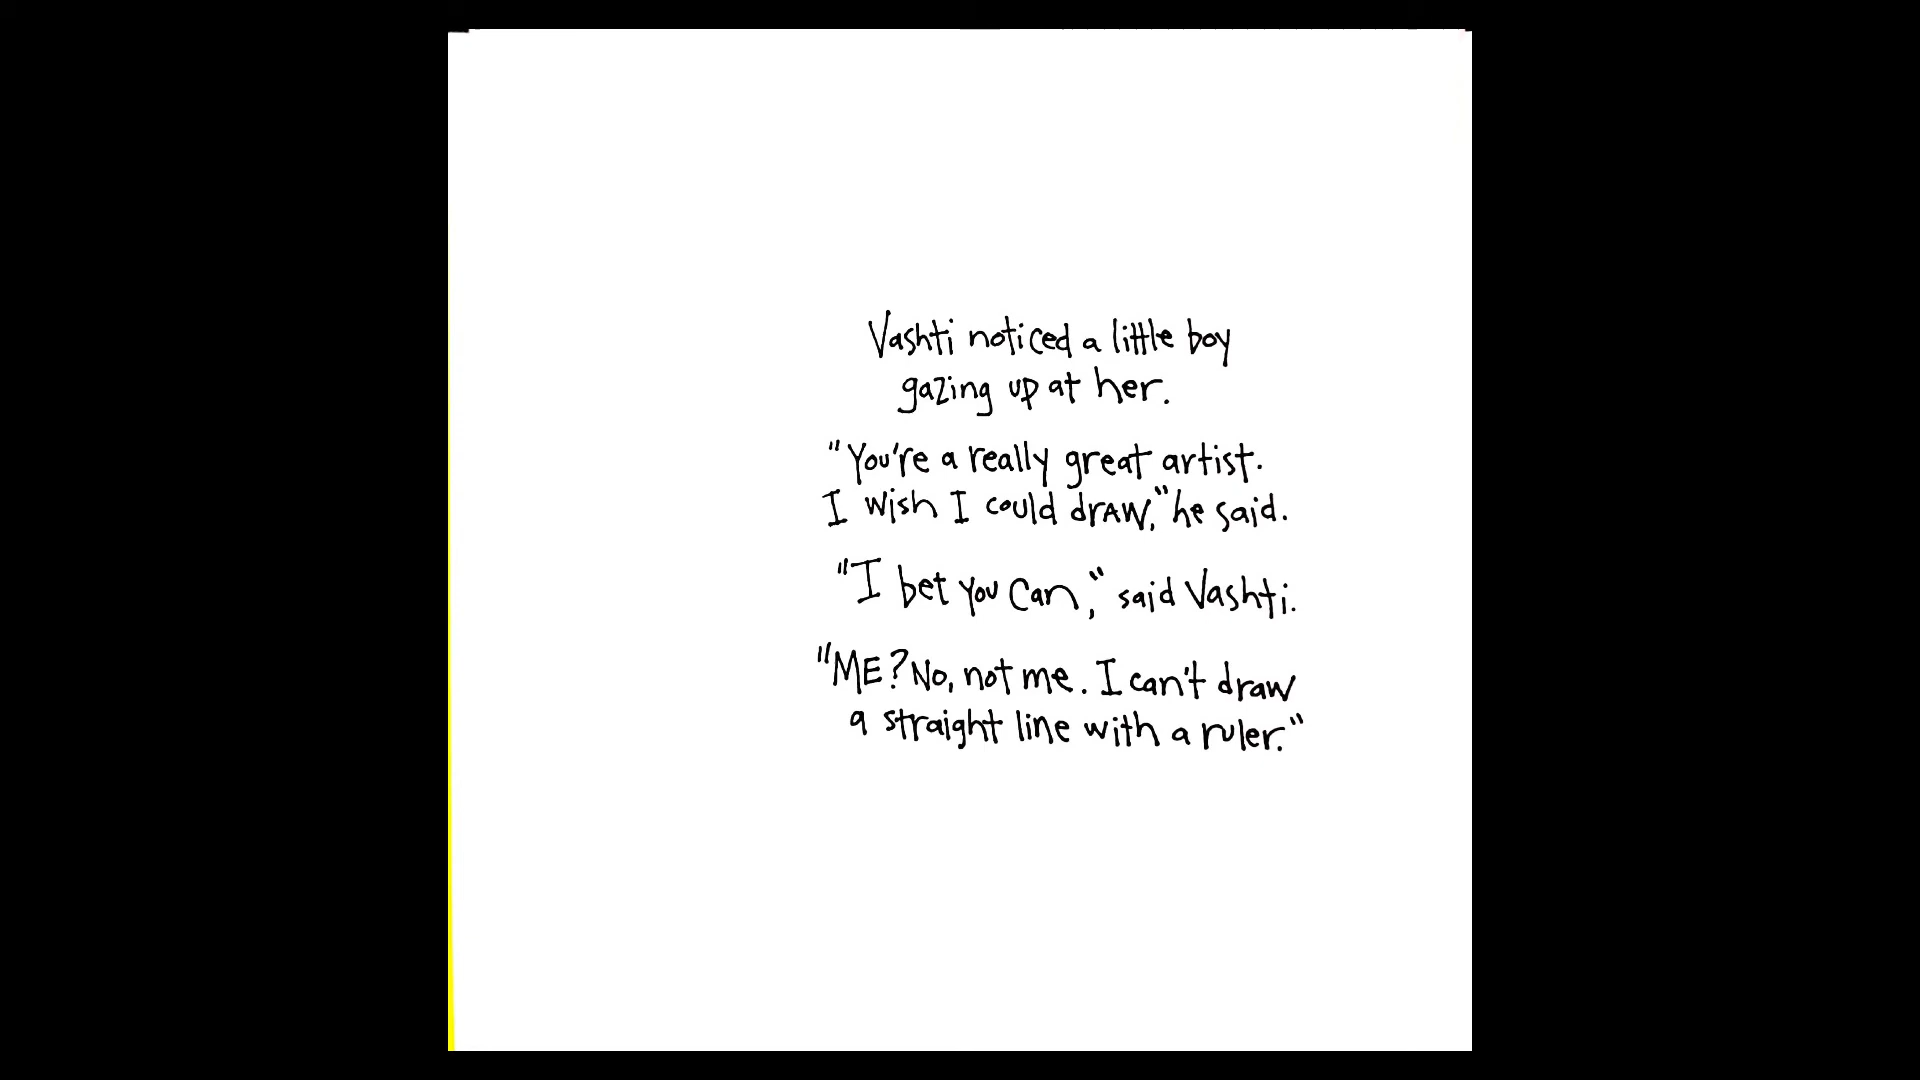 Vashti noticed a little boy
gazing up at her.
"You're a really great artist.
I wish I could draw," he said.
"I bet you can," said Vashti.
"ME? No, not me. I can't draw
a straight line with a ruler."